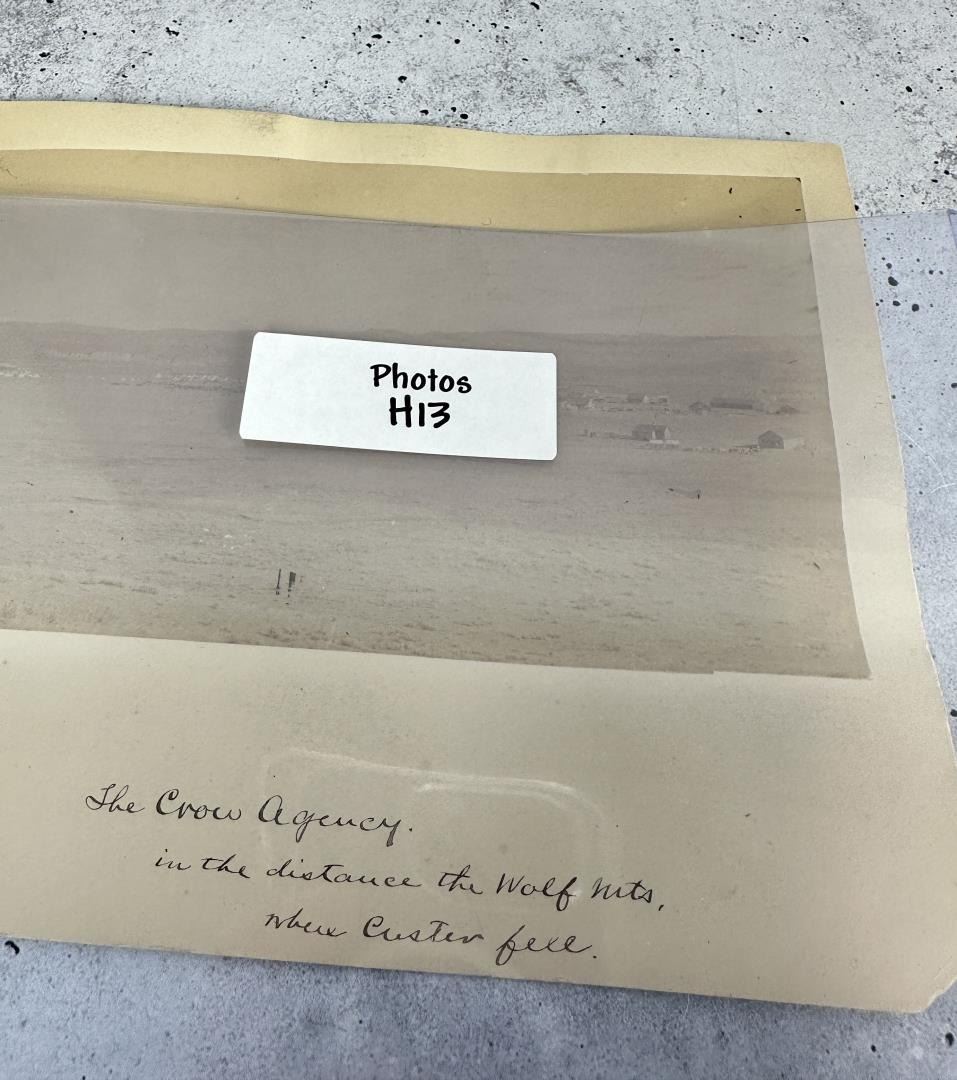 Photos
H13
The Crow Agency.
in the distance the Wolf Mts,
where Custer fell.